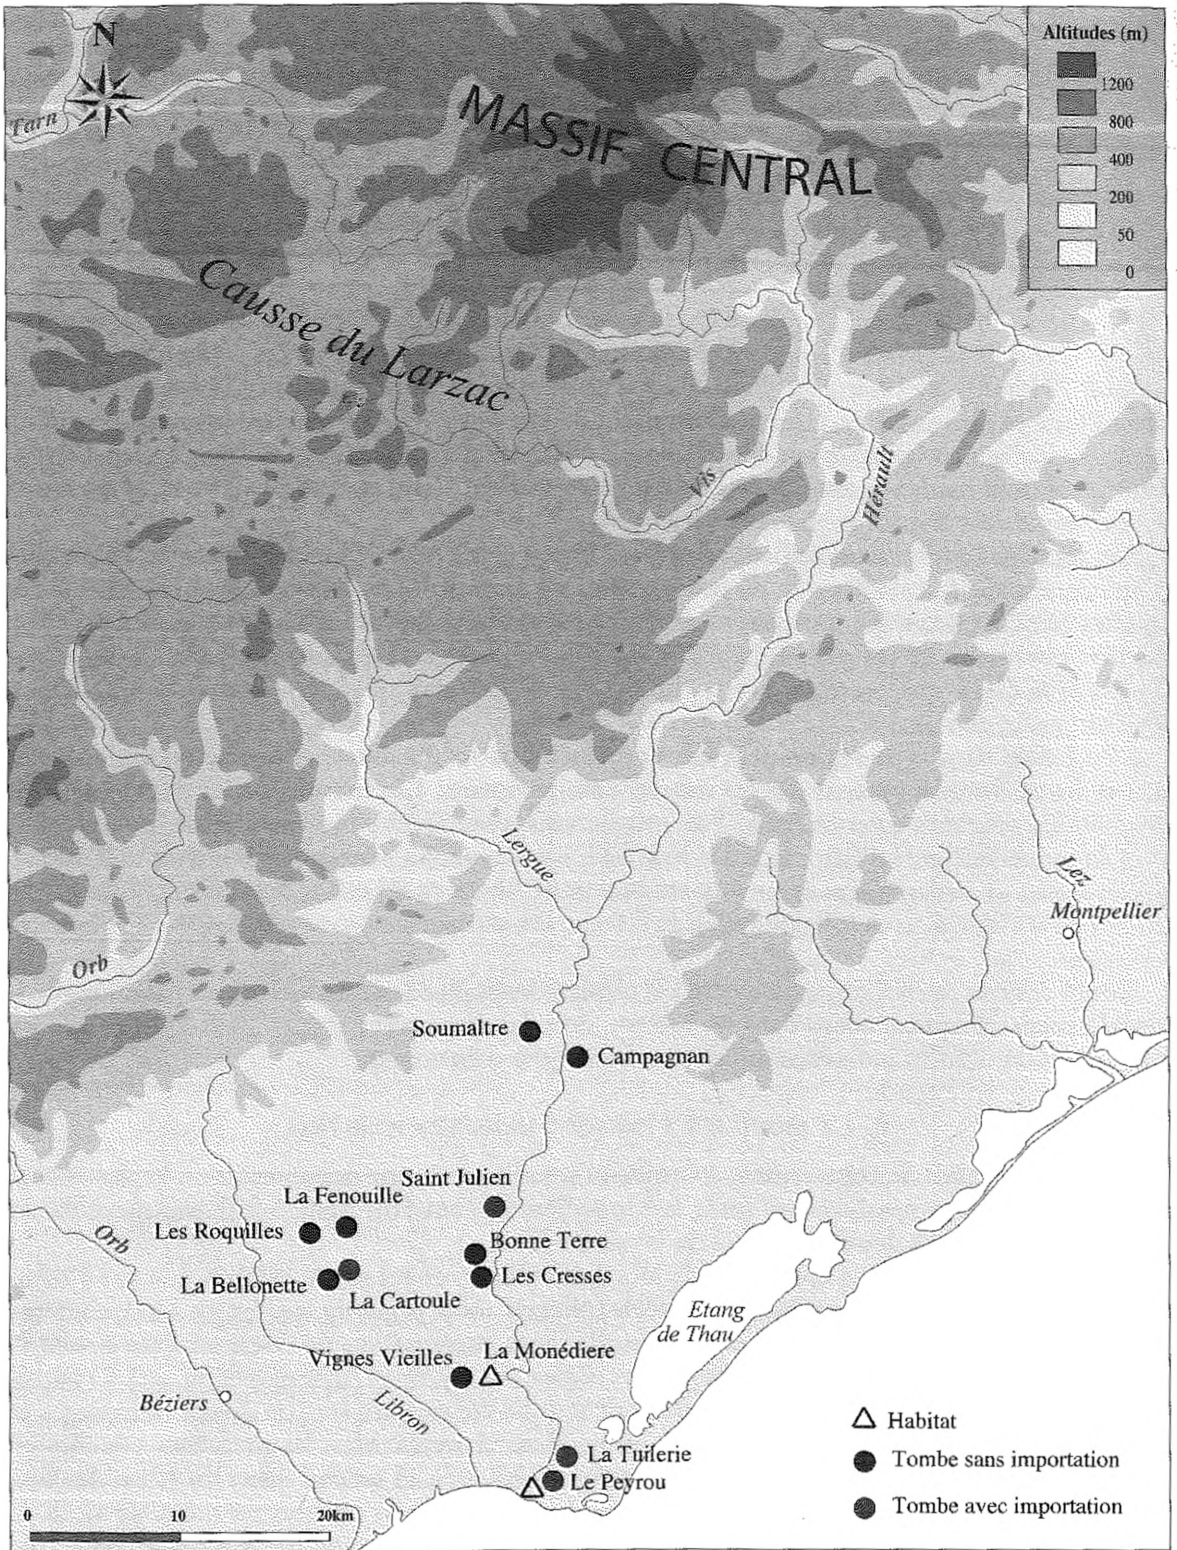 N
Altitudes (m)
1200
800
400
200
50
0
Tarn
MASSIF CENTRAL
Causse du Larzac
Vis
Hérault
Lergue
Lez
Montpellier
Orb
Soumaltre
Campagnan
Saint Julien
La Fenouille
Les Roquilles
Orb
Bonne Terre
La Bellonette
Les Cresses
La Cartoule
Etang
de Thau
La Monédiere
Vignes Vieilles
Béziers
Libron
Habitat
La Tuilerie
Tombe sans importation
Le Peyrou
Tombe avec importation
0 10 20km